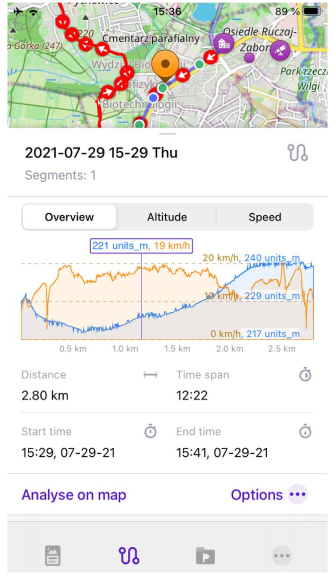 15:36
89 %
Cmentarz parafialny
220
Góra (247)
Osiedle Ruczaj-
Zabor
Wydział Bio
ofizyk
Biotechnologii
Park rzecz
Wilgi
2021-07-29 15-29 Thu
Segments: 1
Overview
Altitude
Speed
221 units_m, 19 km/h
20 km/h, 240 units_m
10 km/h, 229 units_m
0 km/h, 217 units_m
0.5 km
1.0 km
1.5 km
2.0 km
2.5 km
Distance
Time span
2.80 km
12:22
Start time
End time
15:29, 07-29-21
15:41, 07-29-21
Analyse on map
Options